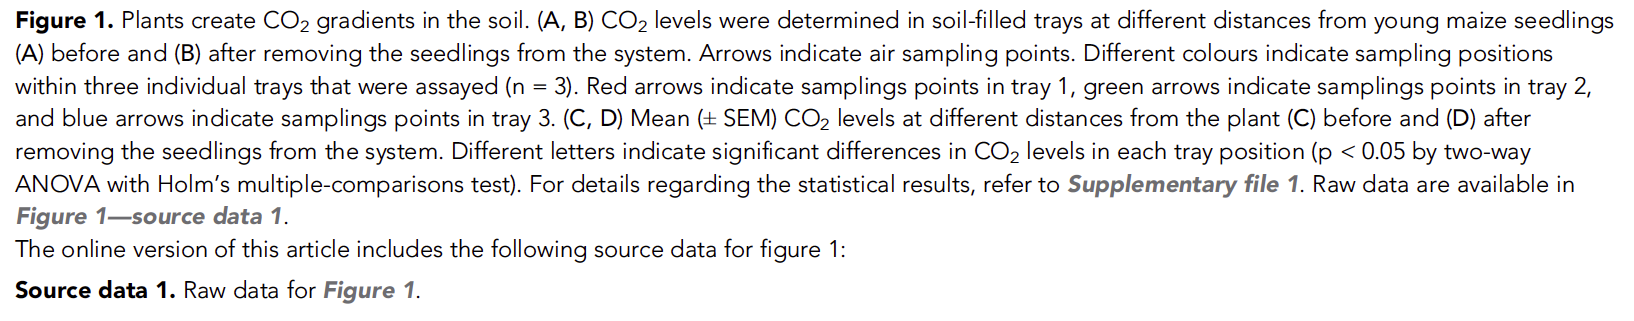 Figure 1. Plants create CO2 gradients in the soil. (A, B) CO2 levels were determined in soil-filled trays at different distances from young maize seedlings
(A) before and (B) after removing the seedlings from the system. Arrows indicate air sampling points. Different colours indicate sampling positions
within three individual trays that were assayed (n = 3). Red arrows indicate samplings points in tray 1, green arrows indicate samplings points in tray 2,
and blue arrows indicate samplings points in tray 3. (C, D) Mean (± SEM) CO2 levels at different distances from the plant (C) before and (D) after
removing the seedlings from the system. Different letters indicate significant differences in CO2 levels in each tray position (p < 0.05 by two-way
ANOVA with Holm's multiple-comparisons test). For details regarding the statistical results, refer to Supplementary file 1. Raw data are available in
Figure 1—source data 1.
The online version of this article includes the following source data for figure 1:
Source data 1. Raw data for Figure 1.